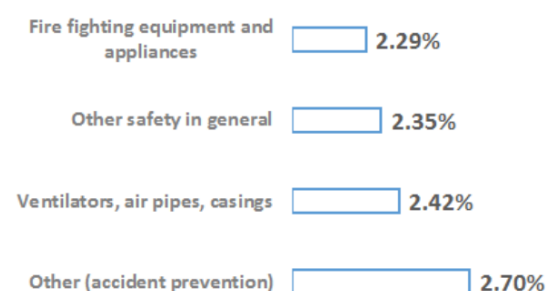 Fire fighting equipment and
appliances
2.29%
Other safety in general
2.35%
Ventilators, air pipes, casings
2.42%
Other (accident prevention)
2.70%